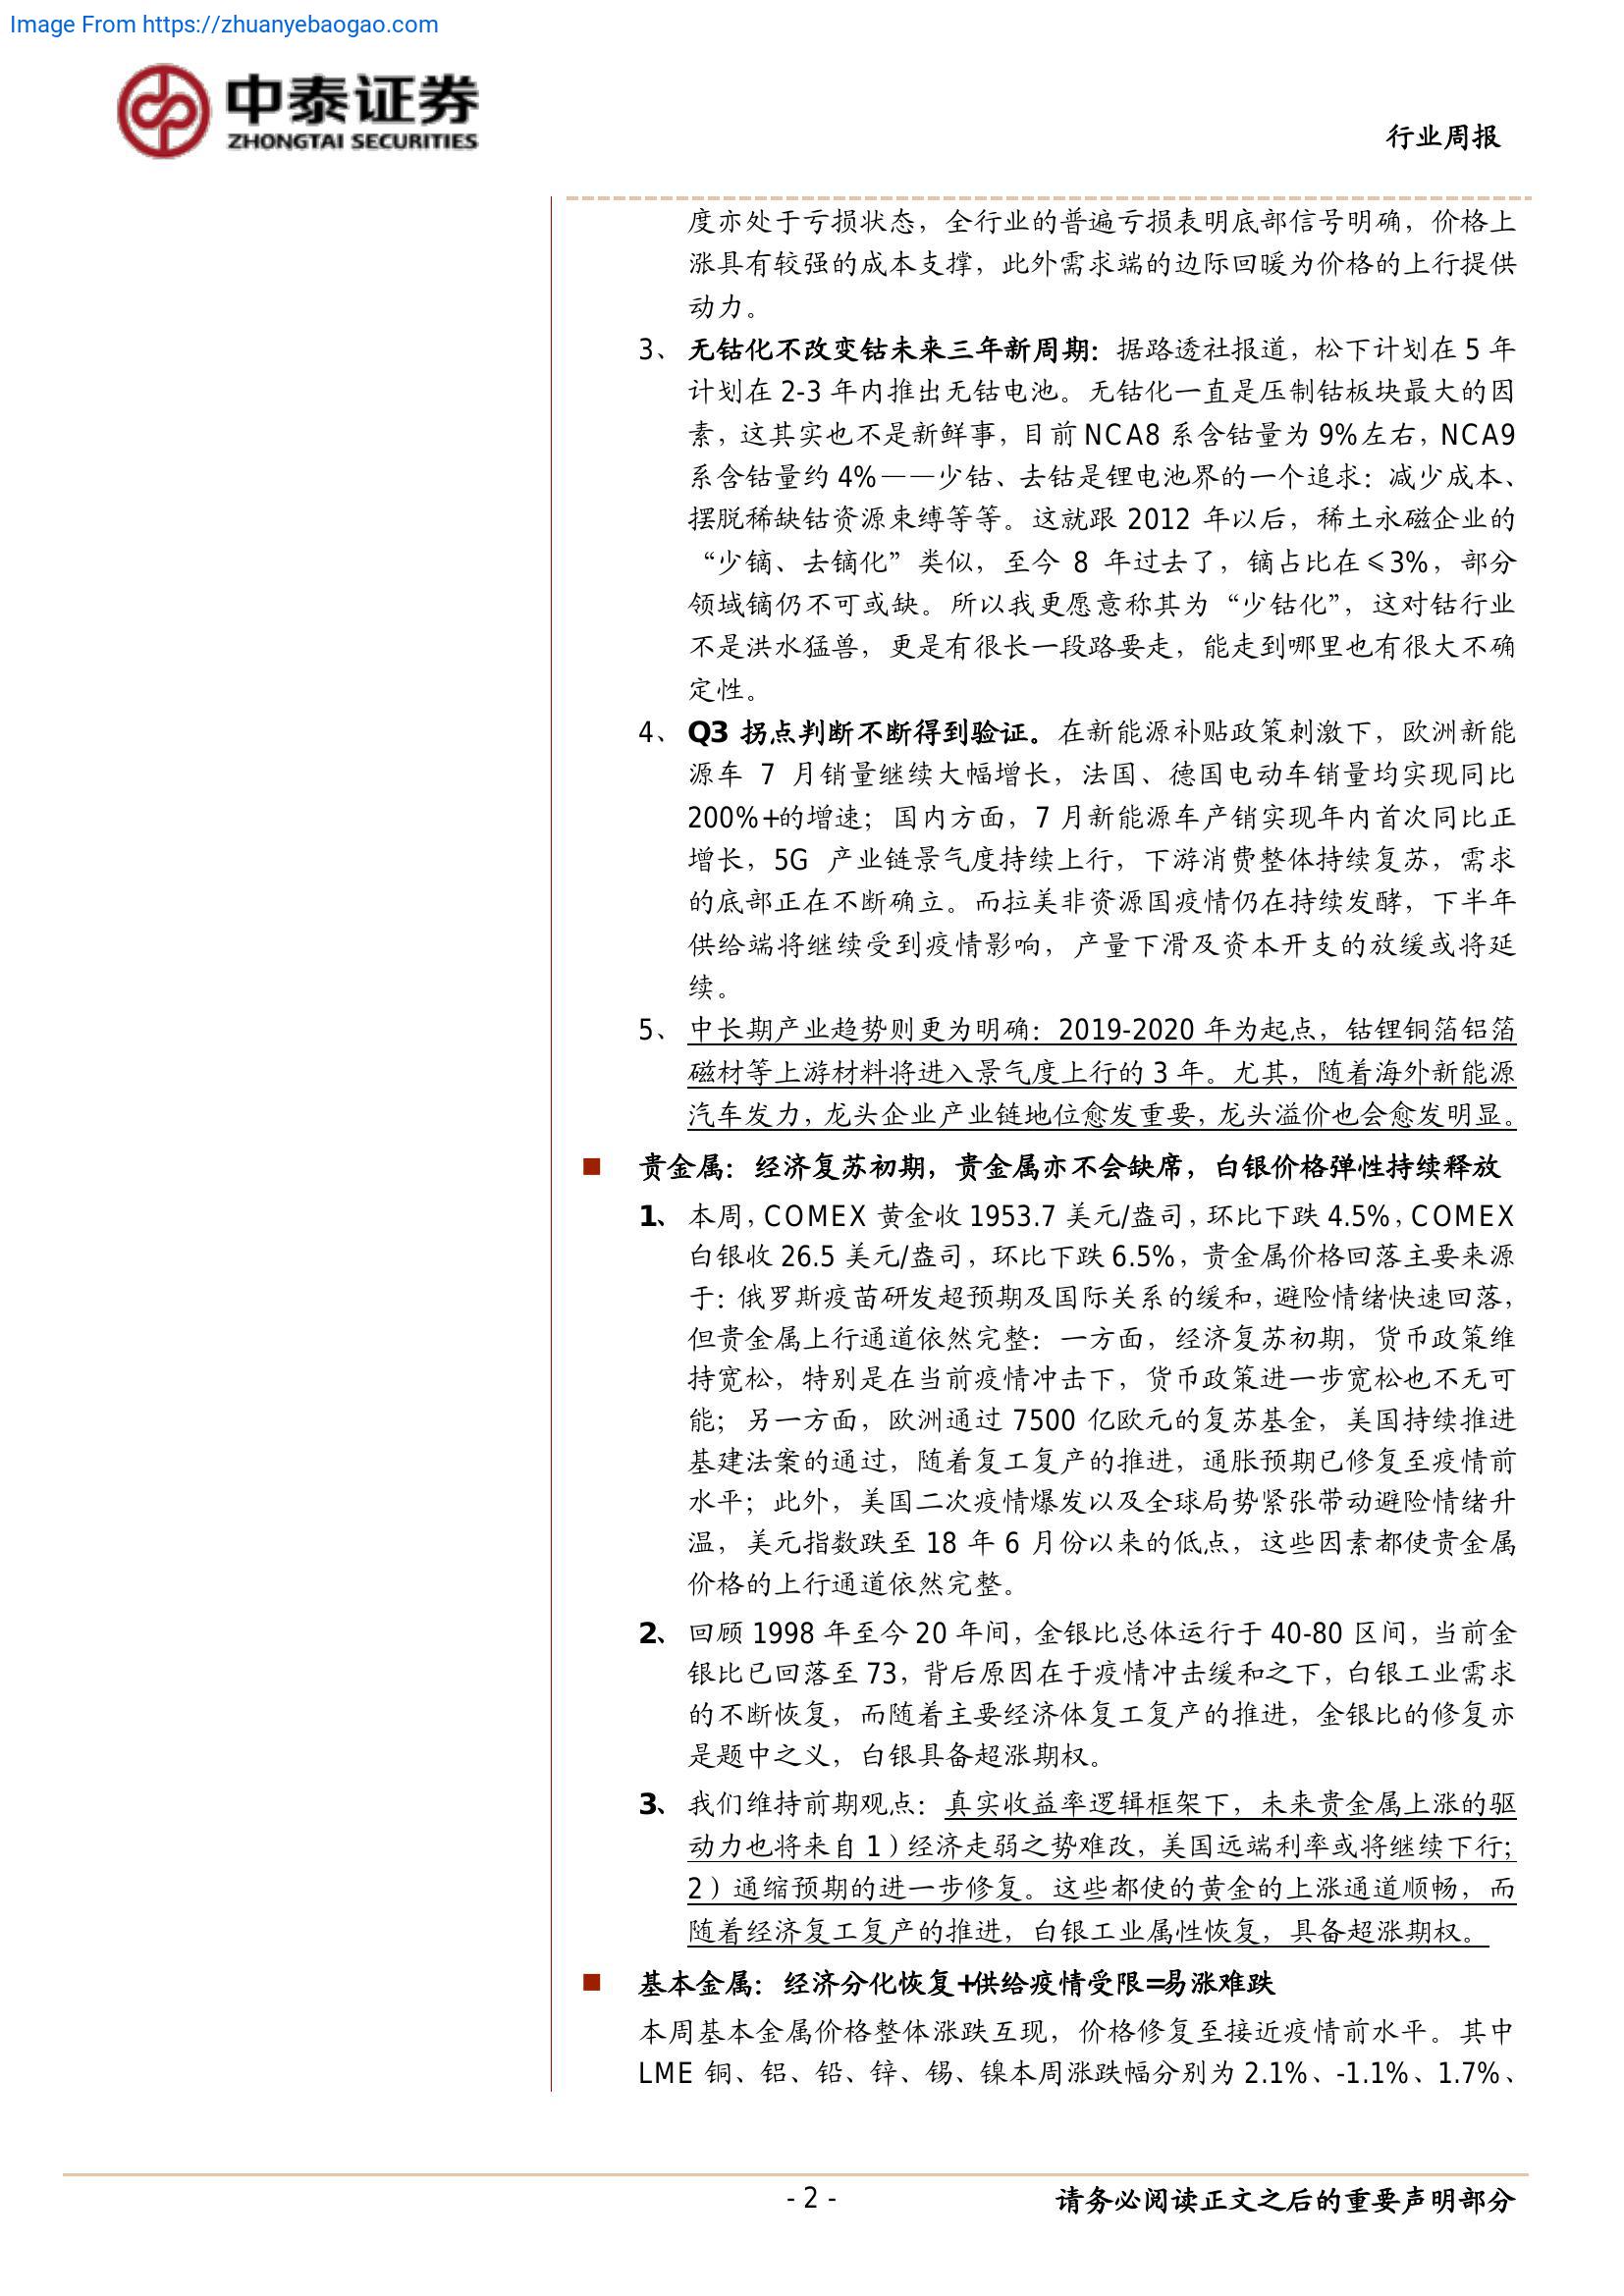 Image From https://zhuanyebaogao.com
中泰证券
ZHONGTAI SECURITIES
行业周报
度亦处于亏损状态，全行业的普遍亏损表明底部信号明确，价格上
涨具有较强的成本支撑，此外需求端的边际回暖为价格的上行提供
动力。
3、无钴化不改变钴未来三年新周期：据路透社报道，松下计划在 5 年
计划在 2-3 年内推出无钴电池。无钴化一直是压制钴板块最大的因
素，这其实也不是新鲜事，目前 NCA8 系含钴量为 9%左右，NCA9
系含钴量约 4%——少钴、去钴是锂电池界的一个追求：减少成本、
摆脱稀缺钴资源束缚等等。这就跟 2012 年以后，稀土永磁企业的
“少镝、去镝化”类似，至今 8 年过去了，镝占比在≤3%，部分
领域镝仍不可或缺。所以我更愿意称其为“少钴化”，这对钴行业
不是洪水猛兽，更是有很长一段路要走，能走到哪里也有很大不确
定性。
4、Q3 拐点判断不断得到验证。在新能源补贴政策刺激下，欧洲新能
源车 7 月销量继续大幅增长，法国、德国电动车销量均实现同比
200%+的增速；国内方面，7 月新能源车产销实现年内首次同比正
增长，5G 产业链景气度持续上行，下游消费整体持续复苏，需求
的底部正在不断确立。而拉美非资源国疫情仍在持续发酵，下半年
供给端将继续受到疫情影响，产量下滑及资本开支的放缓或将延
续。
5、中长期产业趋势则更为明确：2019-2020 年为起点，钴锂铜箔铝箔
磁材等上游材料将进入景气度上行的 3 年。尤其，随着海外新能源
汽车发力，龙头企业产业链地位愈发重要，龙头溢价也会愈发明显。
■ 贵金属：经济复苏初期，贵金属亦不会缺席，白银价格弹性持续释放
1、本周，COMEX 黄金收 1953.7 美元/盎司，环比下跌 4.5%，COMEX
白银收 26.5 美元/盎司，环比下跌 6.5%，贵金属价格回落主要来源
于：俄罗斯疫苗研发超预期及国际关系的缓和，避险情绪快速回落，
但贵金属上行通道依然完整：一方面，经济复苏初期，货币政策维
持宽松，特别是在当前疫情冲击下，货币政策进一步宽松也不无可
能；另一方面，欧洲通过 7500 亿欧元的复苏基金，美国持续推进
基建法案的通过，随着复工复产的推进，通胀预期已修复至疫情前
水平；此外，美国二次疫情爆发以及全球局势紧张带动避险情绪升
温，美元指数跌至 18 年 6 月份以来的低点，这些因素都使贵金属
价格的上行通道依然完整。
2、回顾 1998 年至今 20 年间，金银比总体运行于 40-80 区间，当前金
银比已回落至 73，背后原因在于疫情冲击缓和之下，白银工业需求
的不断恢复，而随着主要经济体复工复产的推进，金银比的修复亦
是题中之义，白银具备超涨期权。
3、我们维持前期观点：真实收益率逻辑框架下，未来贵金属上涨的驱
动力也将来自 1）经济走弱之势难改，美国远端利率或将继续下行；
2）通缩预期的进一步修复。这些都使的黄金的上涨通道顺畅，而
随着经济复工复产的推进，白银工业属性恢复，具备超涨期权。
■ 基本金属：经济分化恢复+供给疫情受限=易涨难跌
本周基本金属价格整体涨跌互现，价格修复至接近疫情前水平。其中
LME 铜、铝、铅、锌、锡、镍本周涨跌幅分别为 2.1%、-1.1%、1.7%、
- 2 -
请务必阅读正文之后的重要声明部分